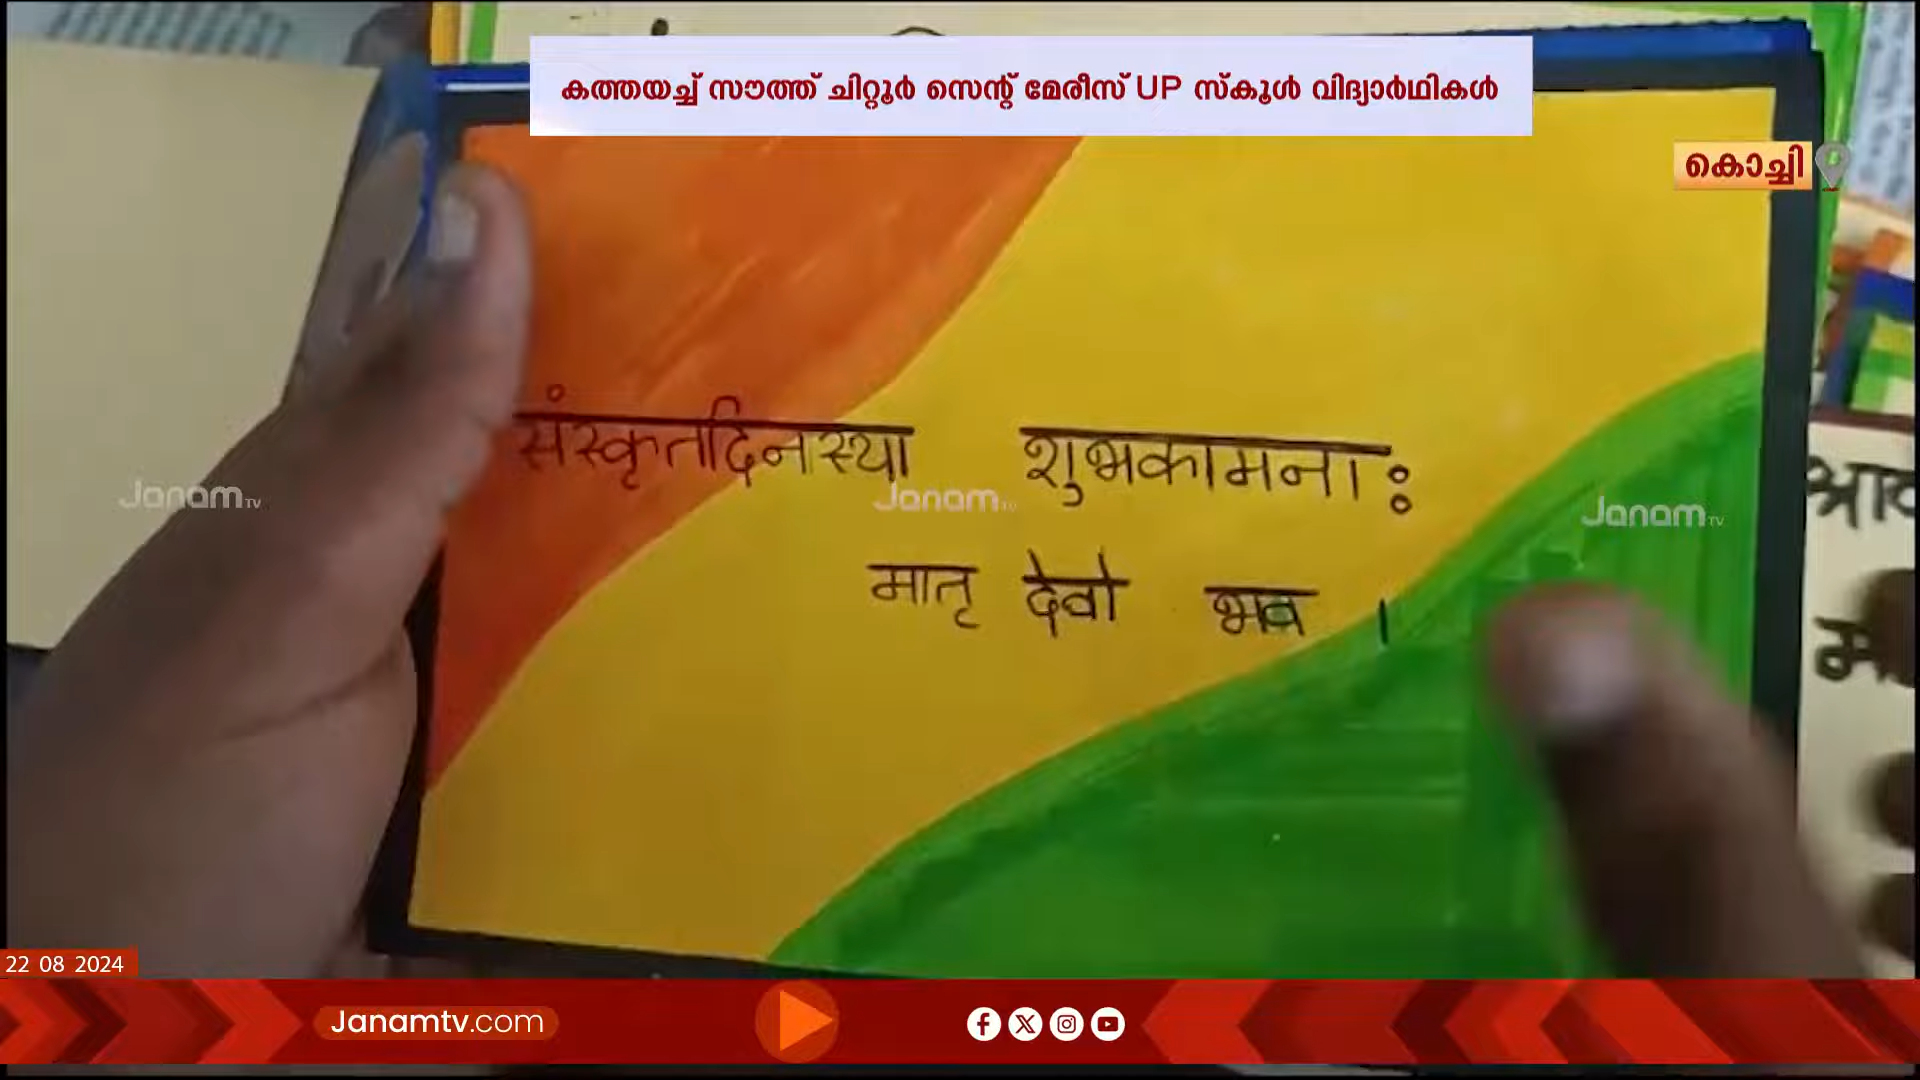 കത്തയച്ച് സൗത്ത് ചിറ്റൂർ സെന്റ് മേരീസ് UP സ്കൂൾ വിദ്യാർഥികൾ
കൊച്ചി
संस्कृतदिनस्या शुभकामनाः
मातृ देवो भव ।
Janam TV
Janam TV
Janam TV
22 08 2024
Janamtv.com